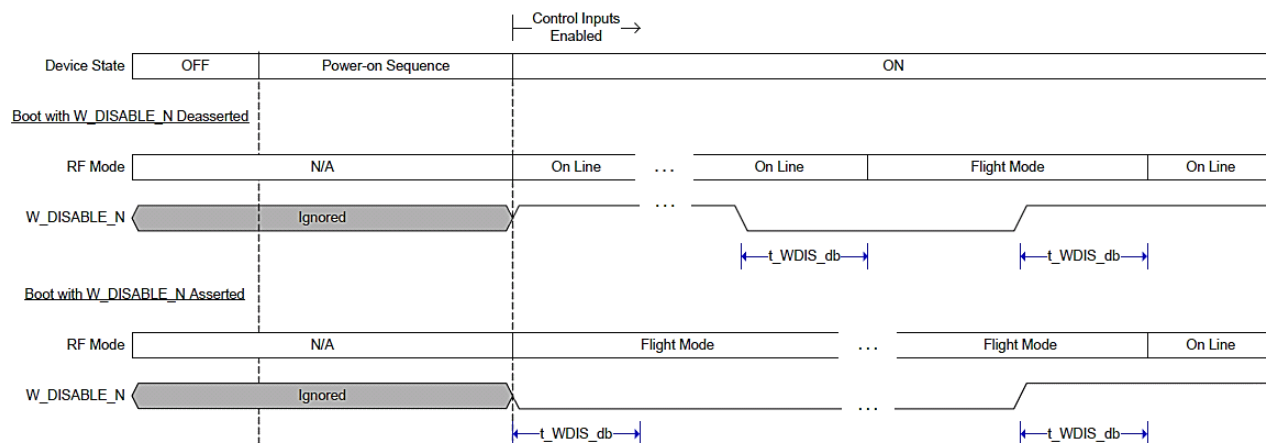 Control Inputs
Enabled
Device State OFF Power-on Sequence ON
Boot with W_DISABLE_N Deasserted
RF Mode N/A On Line ... On Line Flight Mode On Line
W_DISABLE_N Ignored ...
t_WDIS_db t_WDIS_db
Boot with W_DISABLE_N Asserted
RF Mode N/A Flight Mode ... Flight Mode On Line
W_DISABLE_N Ignored ...
t_WDIS_db t_WDIS_db